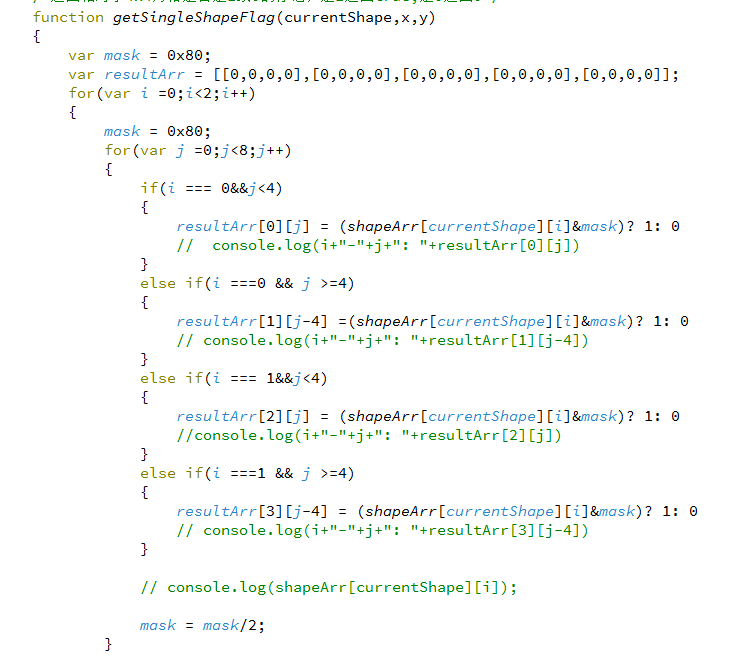 function getSingleShapeFlag(currentShape,x,y)
{
var mask = 0x80;
var resultArr = [[0,0,0,0],[0,0,0,0],[0,0,0,0],[0,0,0,0],[0,0,0,0]];
for(var i =0;i<2;i++)
{
mask = 0x80;
for(var j =0;j<8;j++)
{
if(i === 0&&j<4)
{
resultArr[0][j] = (shapeArr[currentShape][i]&mask)? 1: 0
//  console.log(i+"-"+j+": "+resultArr[0][j])
}
else if(i ===0 && j >=4)
{
resultArr[1][j-4] =(shapeArr[currentShape][i]&mask)? 1: 0
// console.log(i+"-"+j+": "+resultArr[1][j-4])
}
else if(i === 1&&j<4)
{
resultArr[2][j] = (shapeArr[currentShape][i]&mask)? 1: 0
//console.log(i+"-"+j+": "+resultArr[2][j])
}
else if(i ===1 && j >=4)
{
resultArr[3][j-4] = (shapeArr[currentShape][i]&mask)? 1: 0
// console.log(i+"-"+j+": "+resultArr[3][j-4])
}
// console.log(shapeArr[currentShape][i]);
mask = mask/2;
}